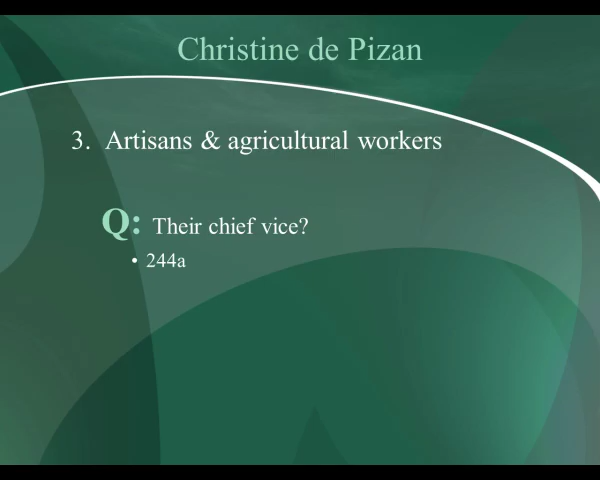 Christine de Pizan
3. Artisans & agricultural workers
Q: Their chief vice?
• 244a